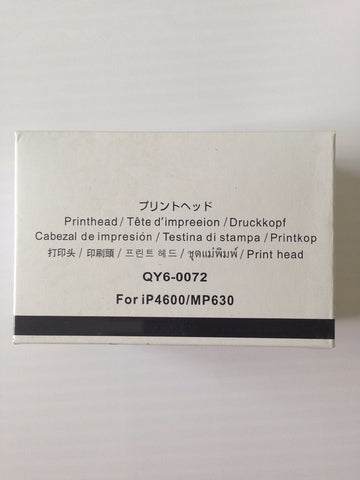 プリントヘッド
Printhead / Tête d'impreeion / Druckkopf
Cabezal de impresión / Testina di stampa / Printkop
打印头 / 印刷頭 / 프린트 헤드 / ชุดแม่พิมพ์ / Print head
QY6-0072
For iP4600/MP630